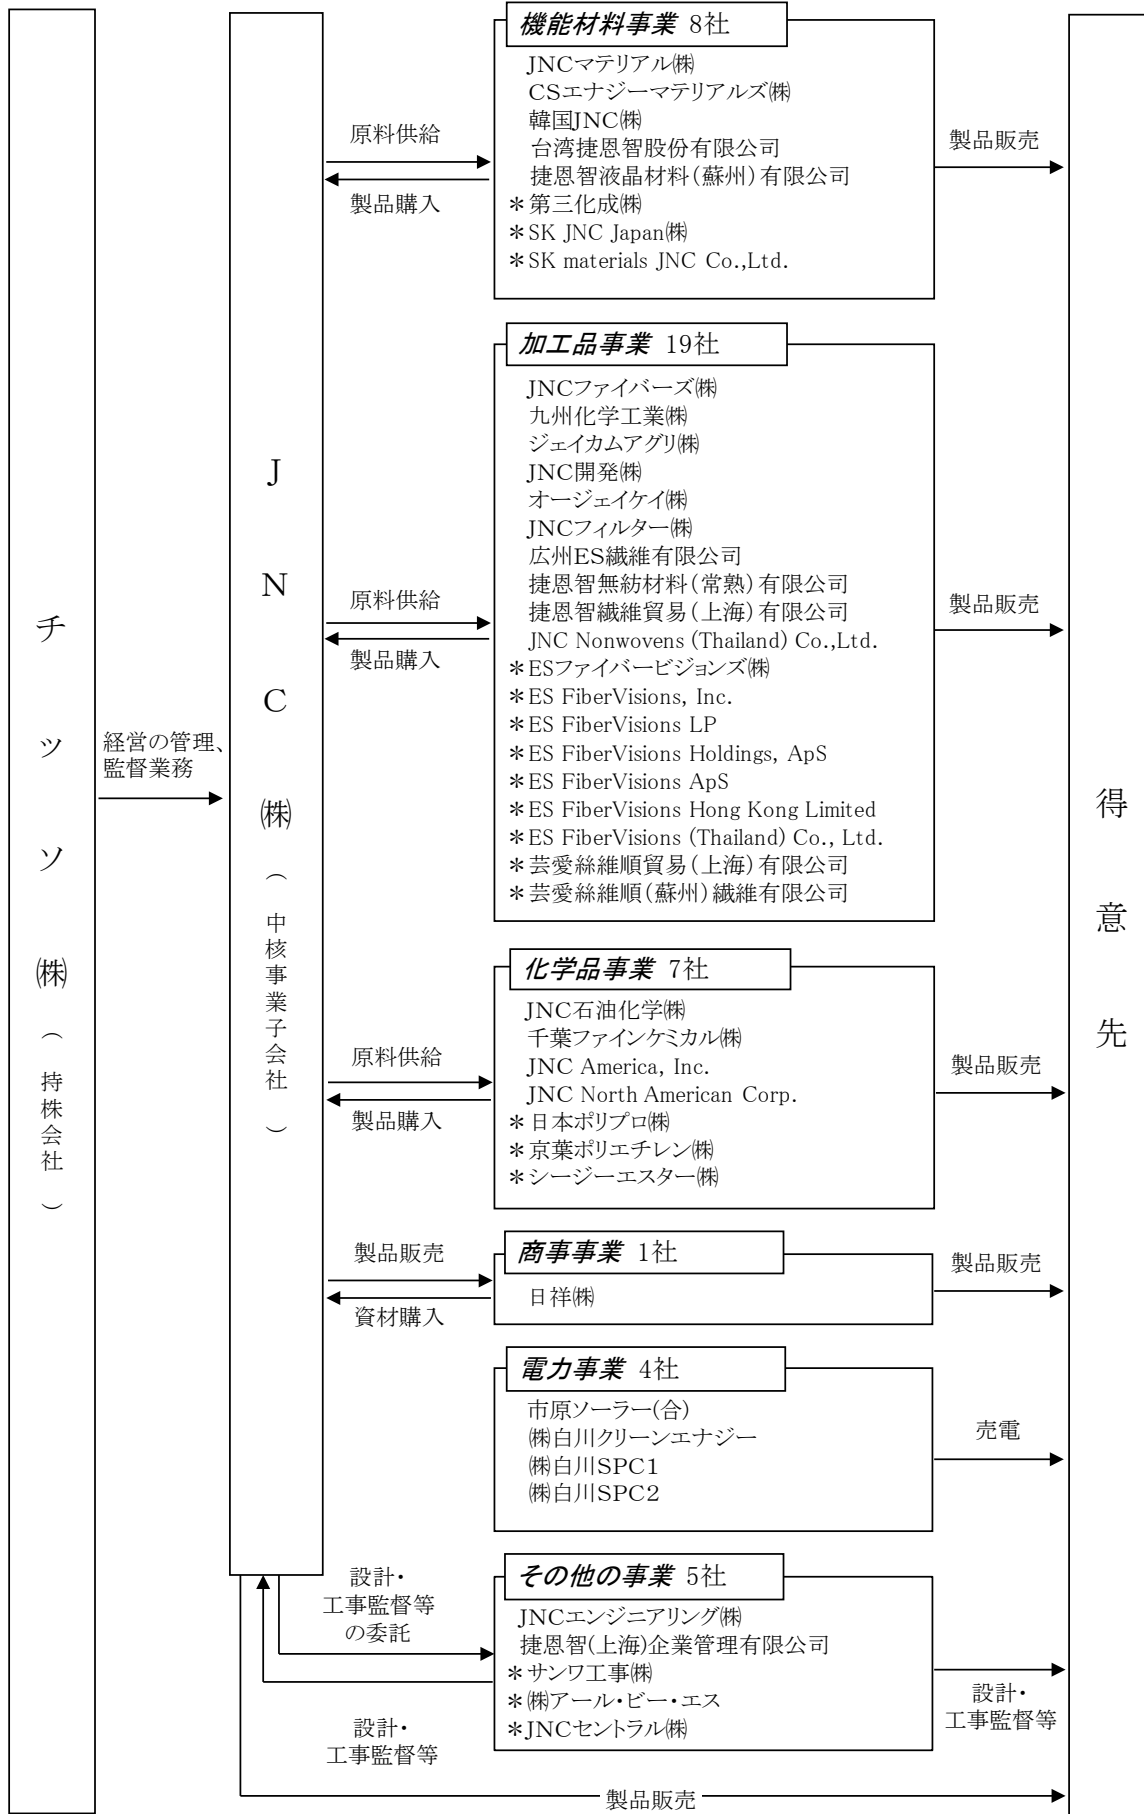 チッソ㈱（持株会社）
経営の管理、
監督業務
JNC㈱（中核事業子会社）
原料供給
製品購入
機能材料事業 8社
JNCマテリアル㈱
CSエナジーマテリアルズ㈱
韓国JNC㈱
台湾捷恩智股份有限公司
捷恩智液晶材料(蘇州)有限公司
＊第三化成㈱
＊SK JNC Japan㈱
＊SK materials JNC Co.,Ltd.
製品販売
原料供給
製品購入
加工品事業 19社
JNCファイバーズ㈱
九州化学工業㈱
ジェイカムアグリ㈱
JNC開発㈱
オージェイケイ㈱
JNCフィルター㈱
広州ES繊維有限公司
捷恩智無紡材料(常熟)有限公司
捷恩智繊維貿易(上海)有限公司
JNC Nonwovens (Thailand) Co.,Ltd.
＊ESファイバービジョンズ㈱
＊ES FiberVisions, Inc.
＊ES FiberVisions LP
＊ES FiberVisions Holdings, ApS
＊ES FiberVisions ApS
＊ES FiberVisions Hong Kong Limited
＊ES FiberVisions (Thailand) Co., Ltd.
＊芸愛絲維順貿易(上海)有限公司
＊芸愛絲維順(蘇州)繊維有限公司
製品販売
原料供給
製品購入
化学品事業 7社
JNC石油化学㈱
千葉ファインケミカル㈱
JNC America, Inc.
JNC North American Corp.
＊日本ポリプロ㈱
＊京葉ポリエチレン㈱
＊シージーエスター㈱
製品販売
製品販売
資材購入
商事事業 1社
日祥㈱
製品販売
電力事業 4社
市原ソーラー(合)
㈱白川クリーンエナジー
㈱白川SPC1
㈱白川SPC2
売電
設計・
工事監督等
の委託
設計・
工事監督等
その他の事業 5社
JNCエンジニアリング㈱
捷恩智(上海)企業管理有限公司
＊サンワ工事㈱
＊㈱アール・ビー・エス
＊JNCセントラル㈱
設計・
工事監督等
製品販売
得意先